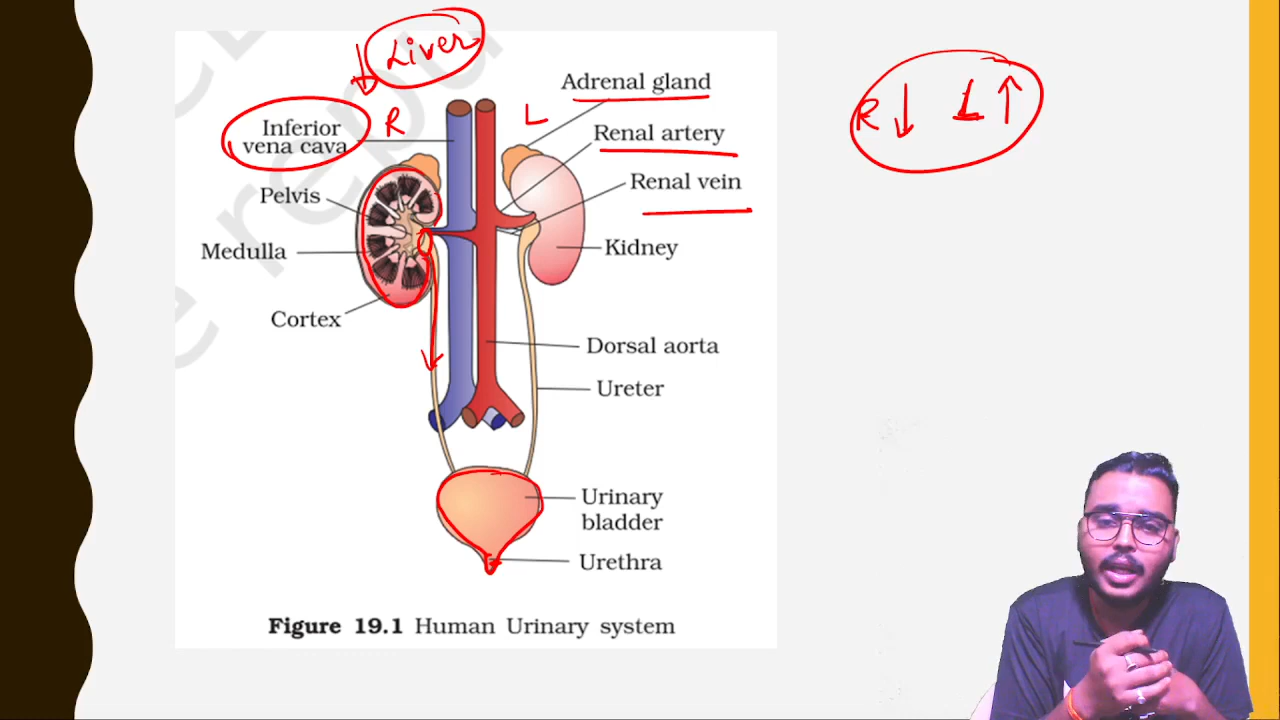 Liver
Adrenal gland
Inferior
vena cava
R
L
Renal artery
R ↓ L ↑
Pelvis
Renal vein
Medulla
Kidney
Cortex
Dorsal aorta
Ureter
Urinary
bladder
Urethra
Figure 19.1 Human Urinary system